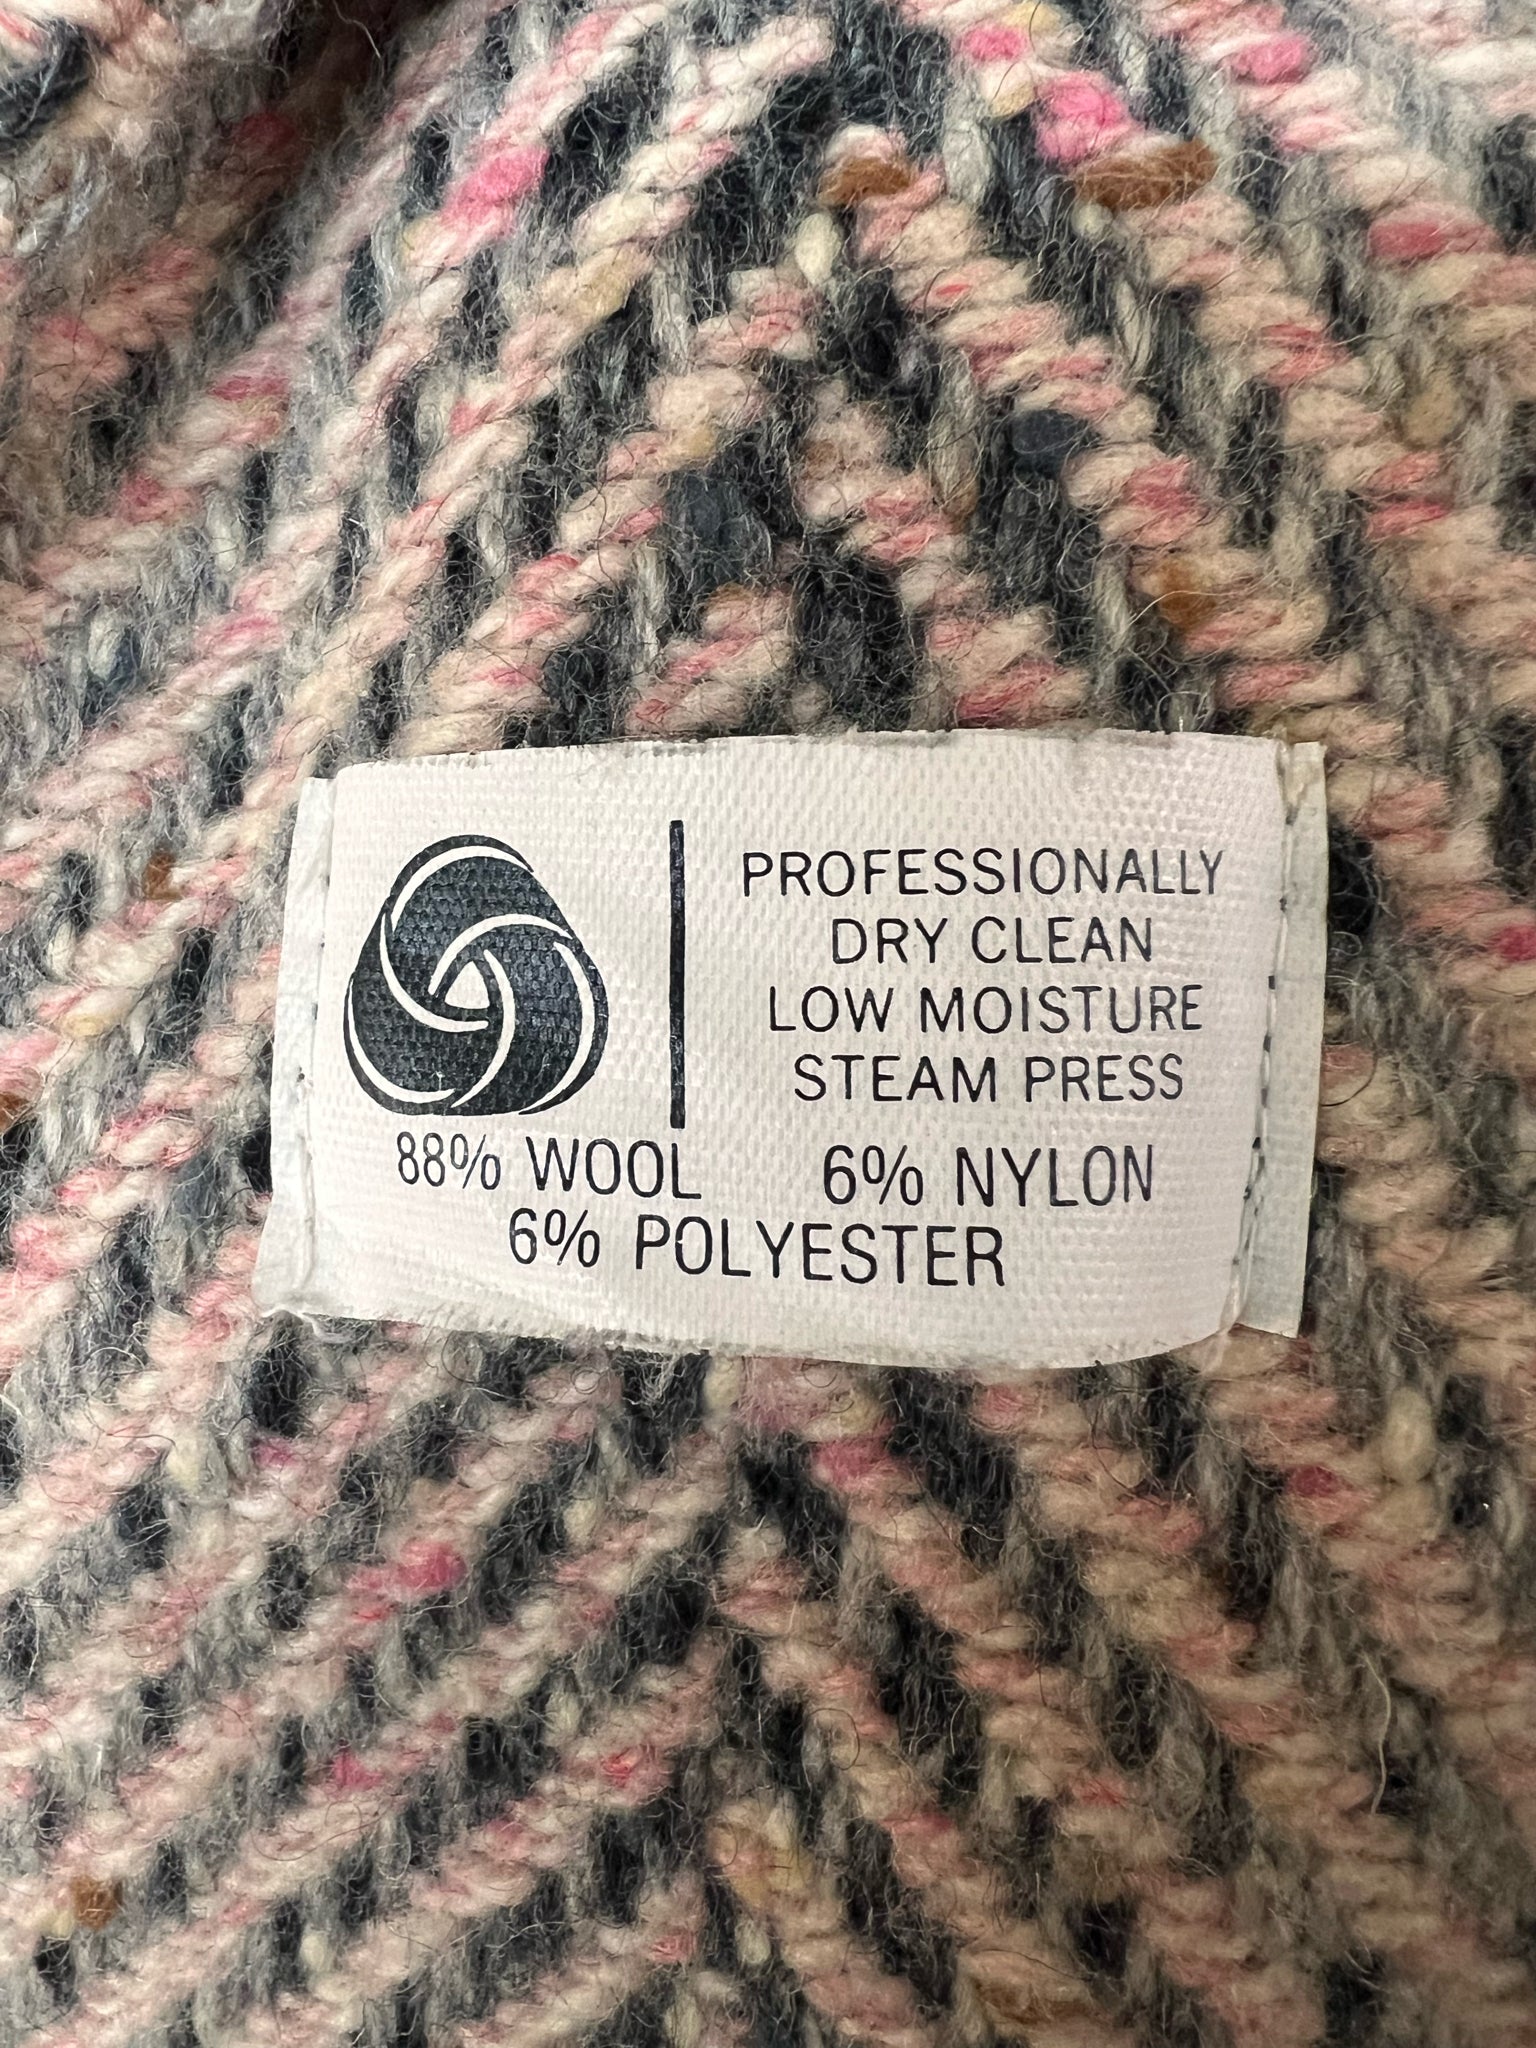 PROFESSIONALLY
DRY CLEAN
LOW MOISTURE
STEAM PRESS
88% WOOL 6% NYLON
6% POLYESTER